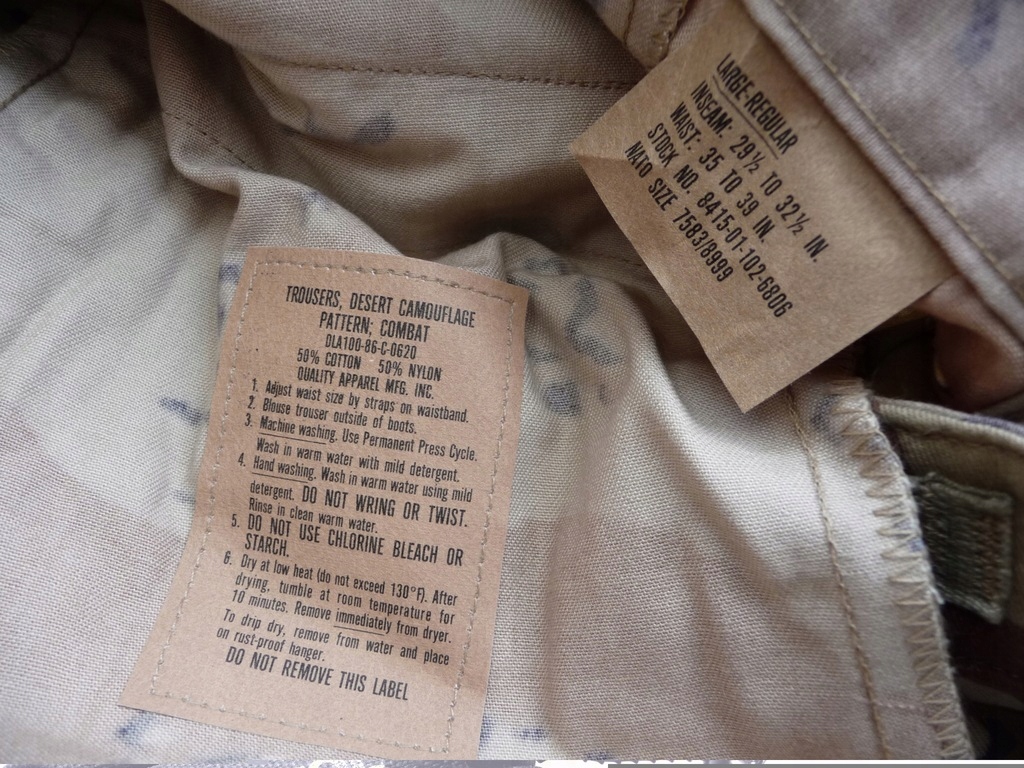 TROUSERS, DESERT CAMOUFLAGE
PATTERN; COMBAT
DLA100-86-C-0620
50% COTTON 50% NYLON
QUALITY APPAREL MFG. INC.
1. Adjust waist size by straps on waistband.
2. Blouse trouser outside of boots.
3. Machine washing. Use Permanent Press Cycle.
Wash in warm water with mild detergent.
4. Hand washing. Wash in warm water using mild
detergent. DO NOT WRING OR TWIST.
Rinse in clean warm water.
5. DO NOT USE CHLORINE BLEACH OR
STARCH.
6. Dry at low heat (do not exceed 130°F). After
drying, tumble at room temperature for
10 minutes. Remove immediately from dryer.
To drip dry, remove from water and place
on rust-proof hanger.
DO NOT REMOVE THIS LABEL
LARGE-REGULAR
INSEAM: 29½ TO 32½ IN.
WAIST: 35 TO 39 IN.
STOCK NO. 8415-01-102-6806
NATO SIZE 7583/8999